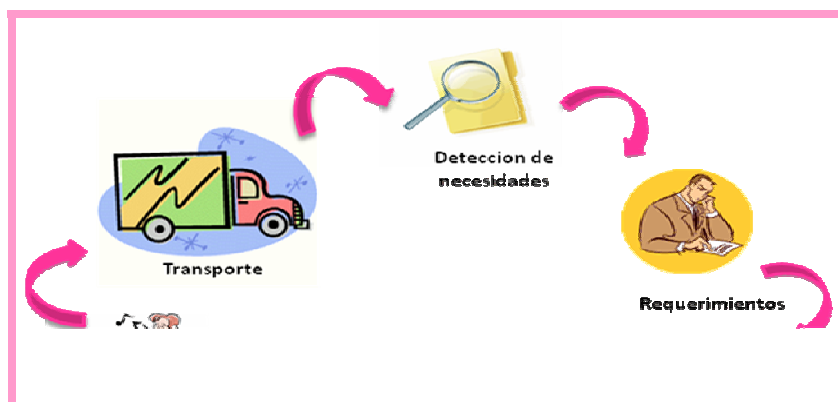 Deteccion de
necesidades
Transporte
Requerimientos